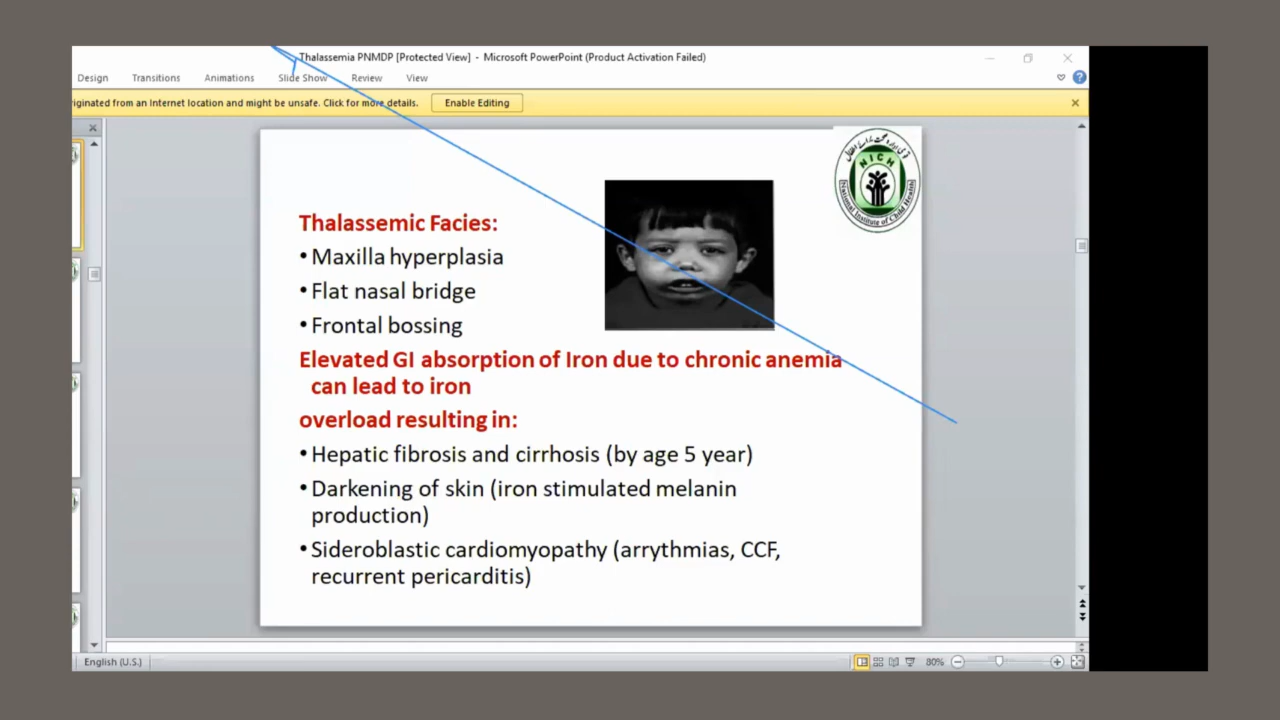 Thalassemia PNMDP [Protected View] - Microsoft PowerPoint (Product Activation Failed)
Design Transitions Animations Slide Show Review View
iginated from an Internet location and might be unsafe. Click for more details. Enable Editing
NICH
National Institute of Child Health
Thalassemic Facies:
• Maxilla hyperplasia
• Flat nasal bridge
• Frontal bossing
Elevated GI absorption of Iron due to chronic anemia
can lead to iron
overload resulting in:
• Hepatic fibrosis and cirrhosis (by age 5 year)
• Darkening of skin (iron stimulated melanin
production)
• Sideroblastic cardiomyopathy (arrythmias, CCF,
recurrent pericarditis)
English (U.S.) 80%